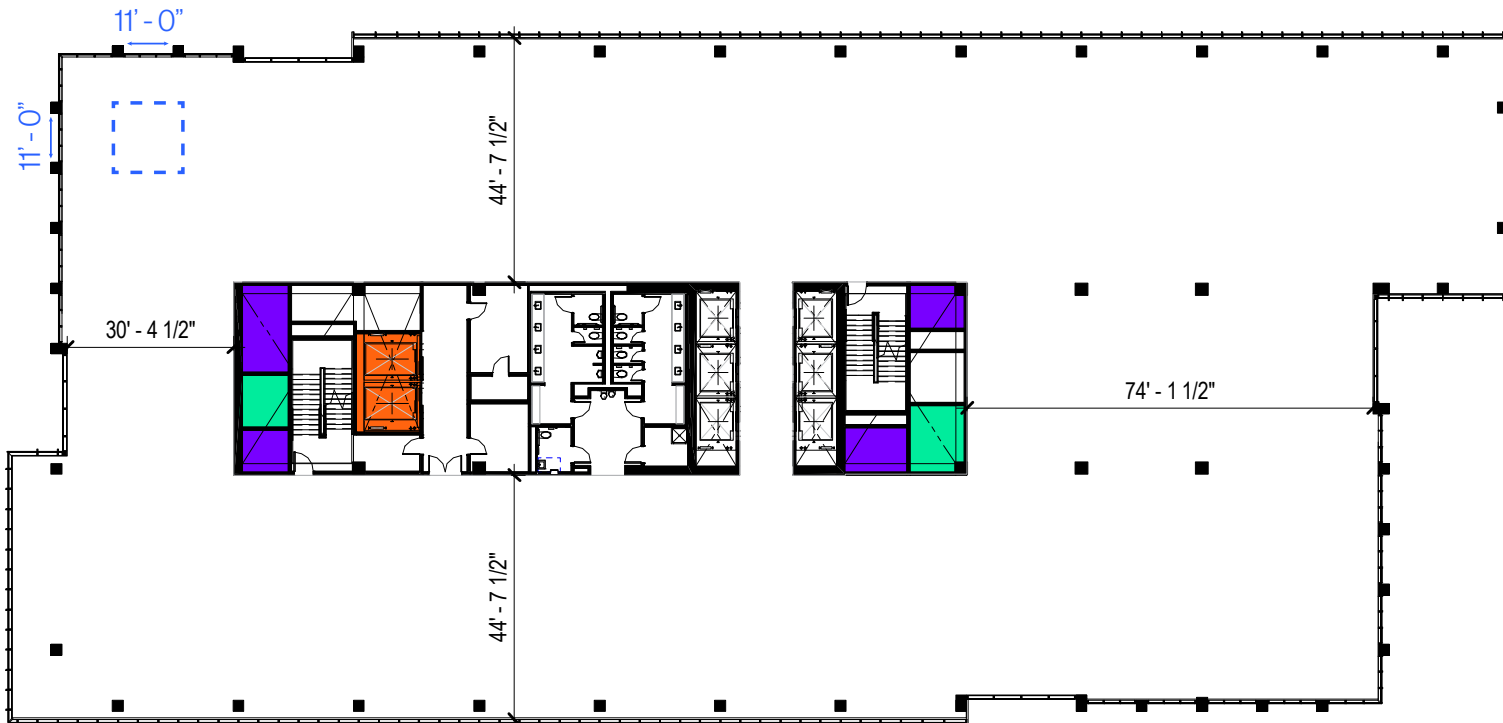 11' - 0"
11' - 0"
44' - 7 1/2"
30' - 4 1/2"
74' - 1 1/2"
44' - 7 1/2"